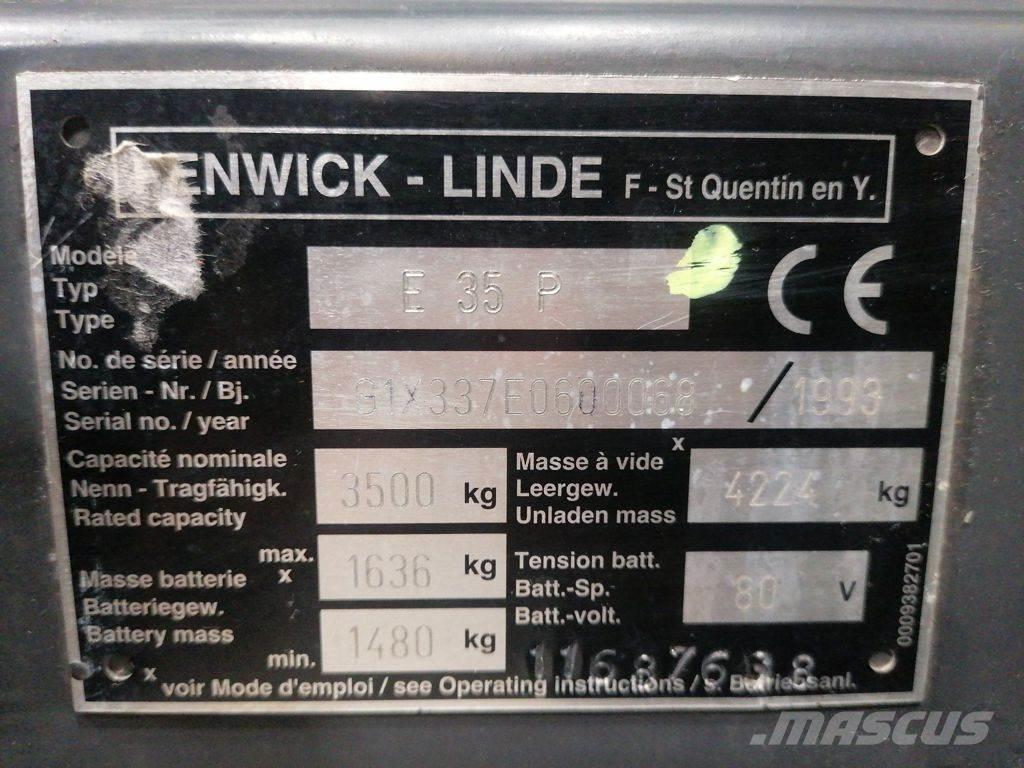 ENWICK - LINDE F - St Quentin en Y.
Modele
Typ
Type
E 35 P
CE
No. de série / année
Serien - Nr. / Bj.
Serial no. / year
G1X337E0600068 / 1993
Capacité nominale
Nenn - Tragfähigk.
Rated capacity
3500 kg
Masse à vide x
Leergew.
Unladen mass
4224 kg
Masse batterie x
Batteriegew.
Battery mass
max.
1636 kg
min.
1480 kg
Tension batt.
Batt.-Sp.
Batt.-volt.
80 V
0009382701
11687638
x voir Mode d'emploi / see Operating instructions / s. Betriebsanl.
.MASCUS